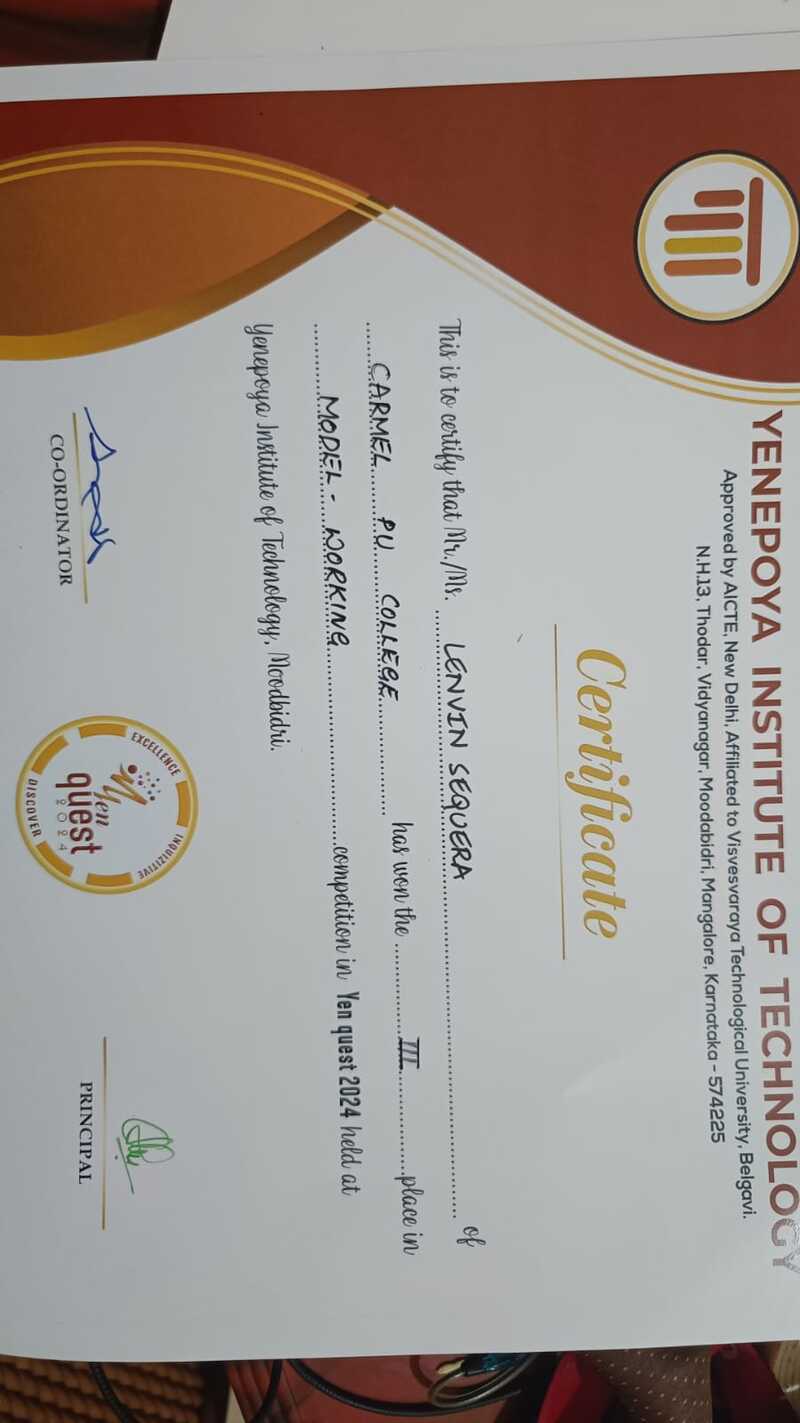 YENEPOYA INSTITUTE OF TECHNOLOGY
Approved by AICTE, New Delhi, Affiliated to Visvesvaraya Technological University, Belgavi.
N.H.13, Thodar, Vidyanagar, Moodabidri, Mangalore, Karnataka - 574225
Certificate
This is to certify that Mr./Ms. LENVIN SEQUERA of
CARMEL PU COLLEGE has won the III place in
MODEL - WORKING competition in Yen quest 2024 held at
Yenepoya Institute of Technology, Moodbidri.
CO-ORDINATOR
EXCELLENCE
INQUIZITIVE
Yen
quest
2024
DISCOVER
PRINCIPAL